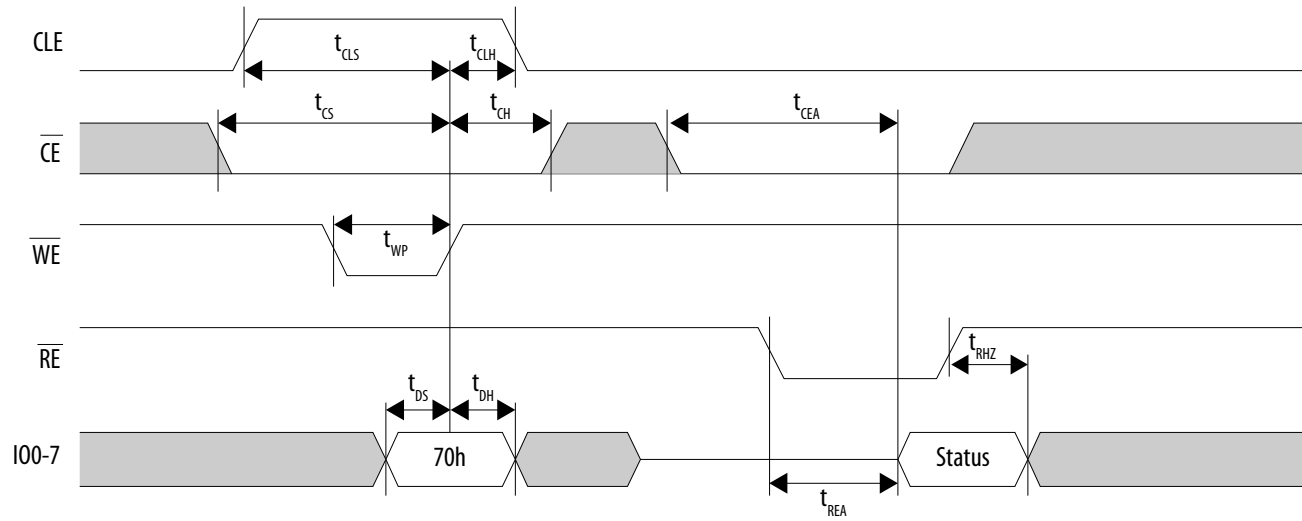 CLE
tCLS
tCLH
tCS
tCH
tCEA
CE
tWP
WE
RE
tRHZ
tDS
tDH
IO0-7
70h
Status
tREA